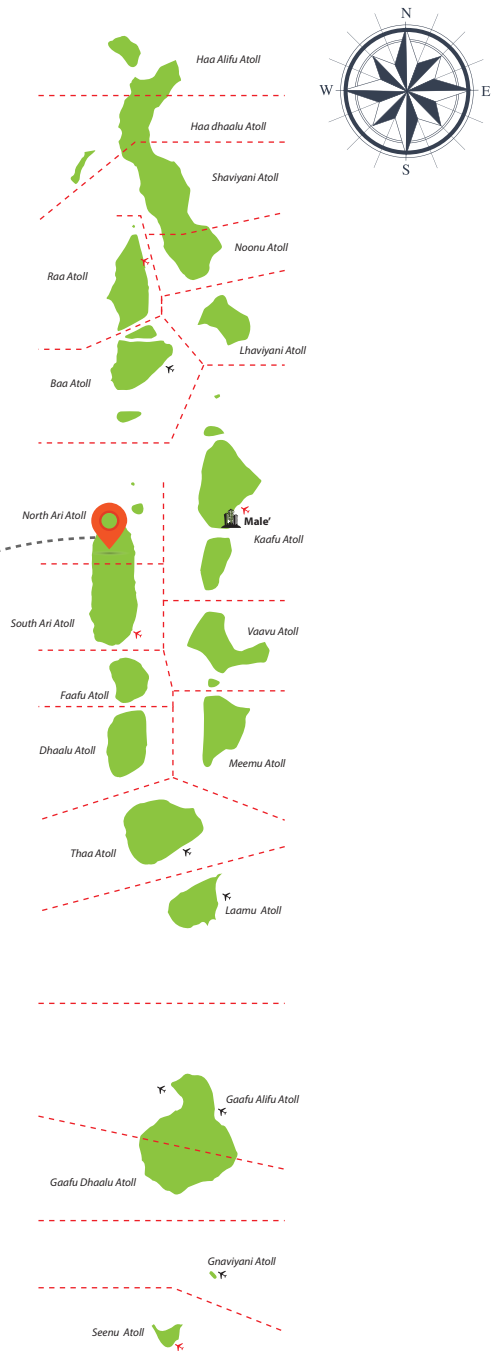 N
Haa Alifu Atoll
W
E
Haa dhaalu Atoll
S
Shaviyani Atoll
Noonu Atoll
Raa Atoll
Lhaviyani Atoll
Baa Atoll
North Ari Atoll
Male'
Kaafu Atoll
South Ari Atoll
Vaavu Atoll
Faafu Atoll
Dhaalu Atoll
Meemu Atoll
Thaa Atoll
Laamu Atoll
Gaafu Alifu Atoll
Gaafu Dhaalu Atoll
Gnaviyani Atoll
Seenu Atoll